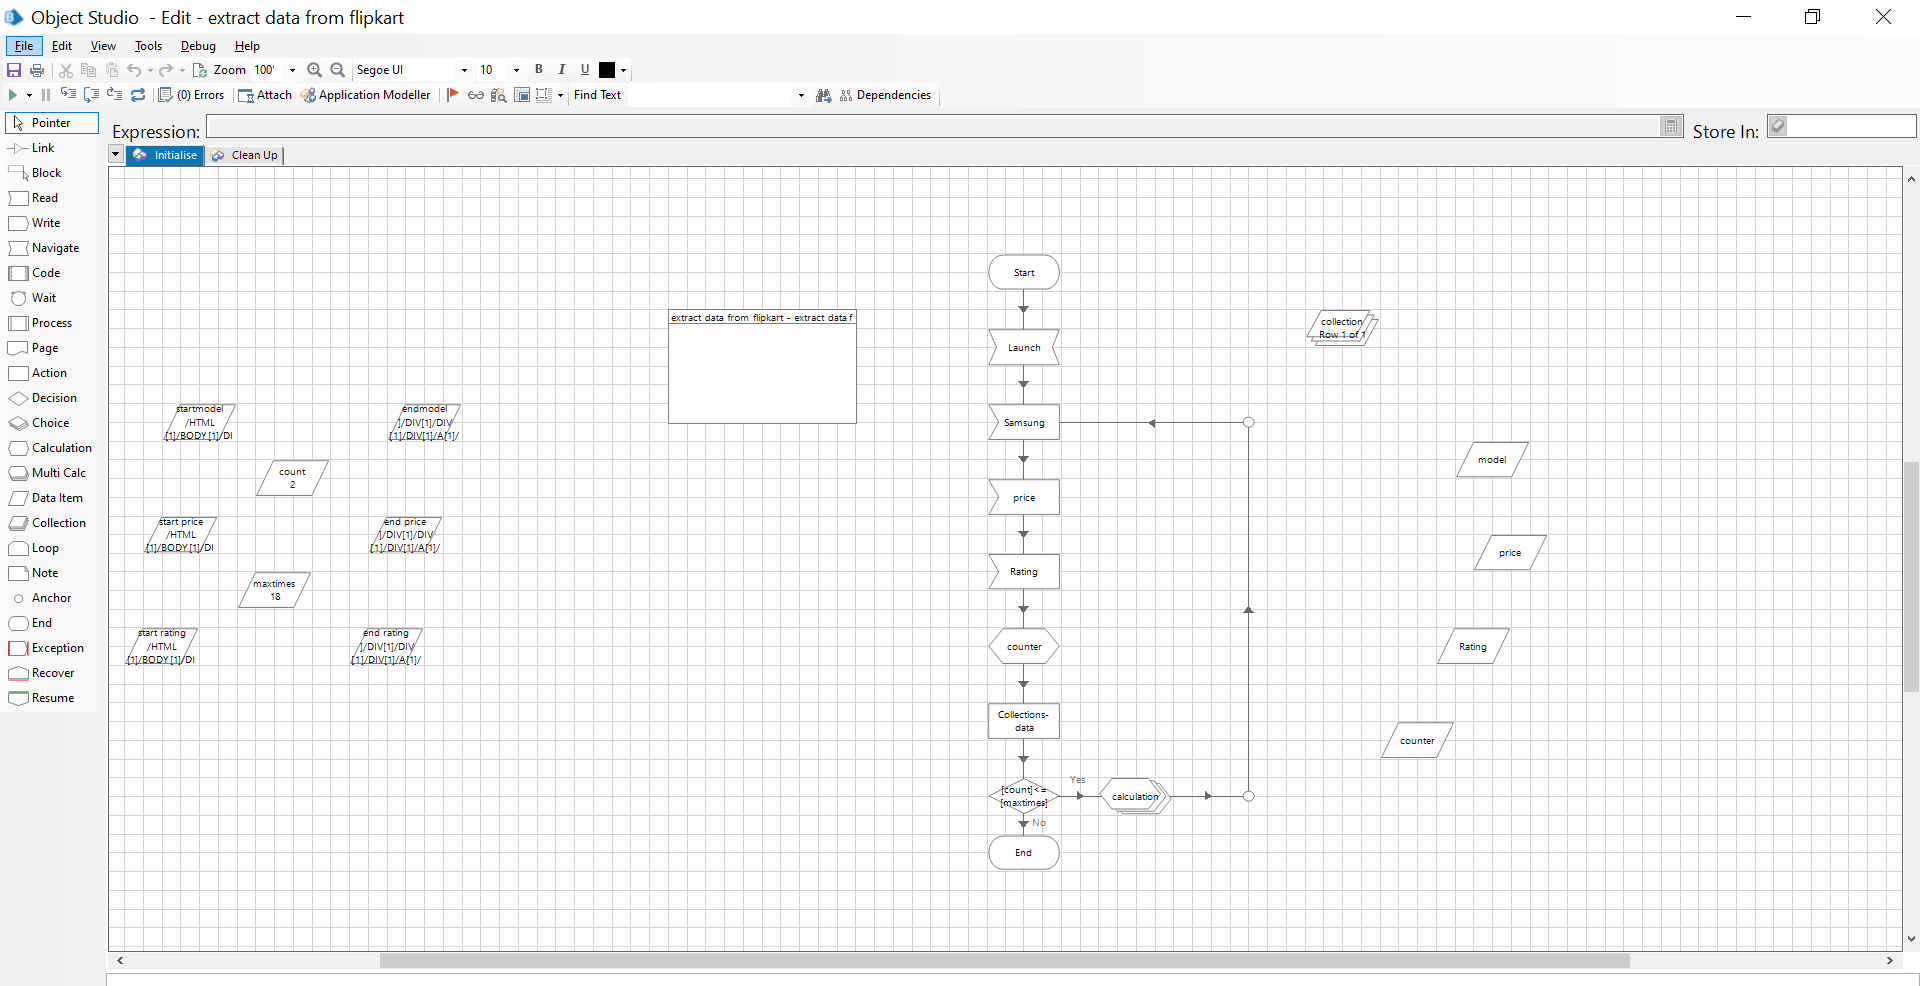 Object Studio - Edit - extract data from flipkart
File Edit View Tools Debug Help
Zoom 100' Segoe UI 10 B I U
(0) Errors Attach Application Modeller Find Text Dependencies
Pointer
Expression:
Store In:
Link
Initialise Clean Up
Block
Read
Write
Navigate
Code
Wait
Process
Page
Action
Decision
Choice
Calculation
Multi Calc
Data Item
Collection
Loop
Note
Anchor
End
Exception
Recover
Resume
startmodel
/HTML
[1]/BODY[1]/DI
endmodel
]/DIV[1]/DIV
[1]/DIV[1]/A[1]/
count
2
start price
/HTML
[1]/BODY[1]/DI
end price
]/DIV[1]/DIV
[1]/DIV[1]/A[1]/
maxtimes
18
start rating
/HTML
[1]/BODY[1]/DI
end rating
]/DIV[1]/DIV
[1]/DIV[1]/A[1]/
extract data from flipkart - extract data f
Start
Launch
Samsung
price
Rating
counter
Collections-
data
[count]<=
[maxtimes]
Yes
calculation
No
End
collection
Row 1 of 1
model
price
Rating
counter